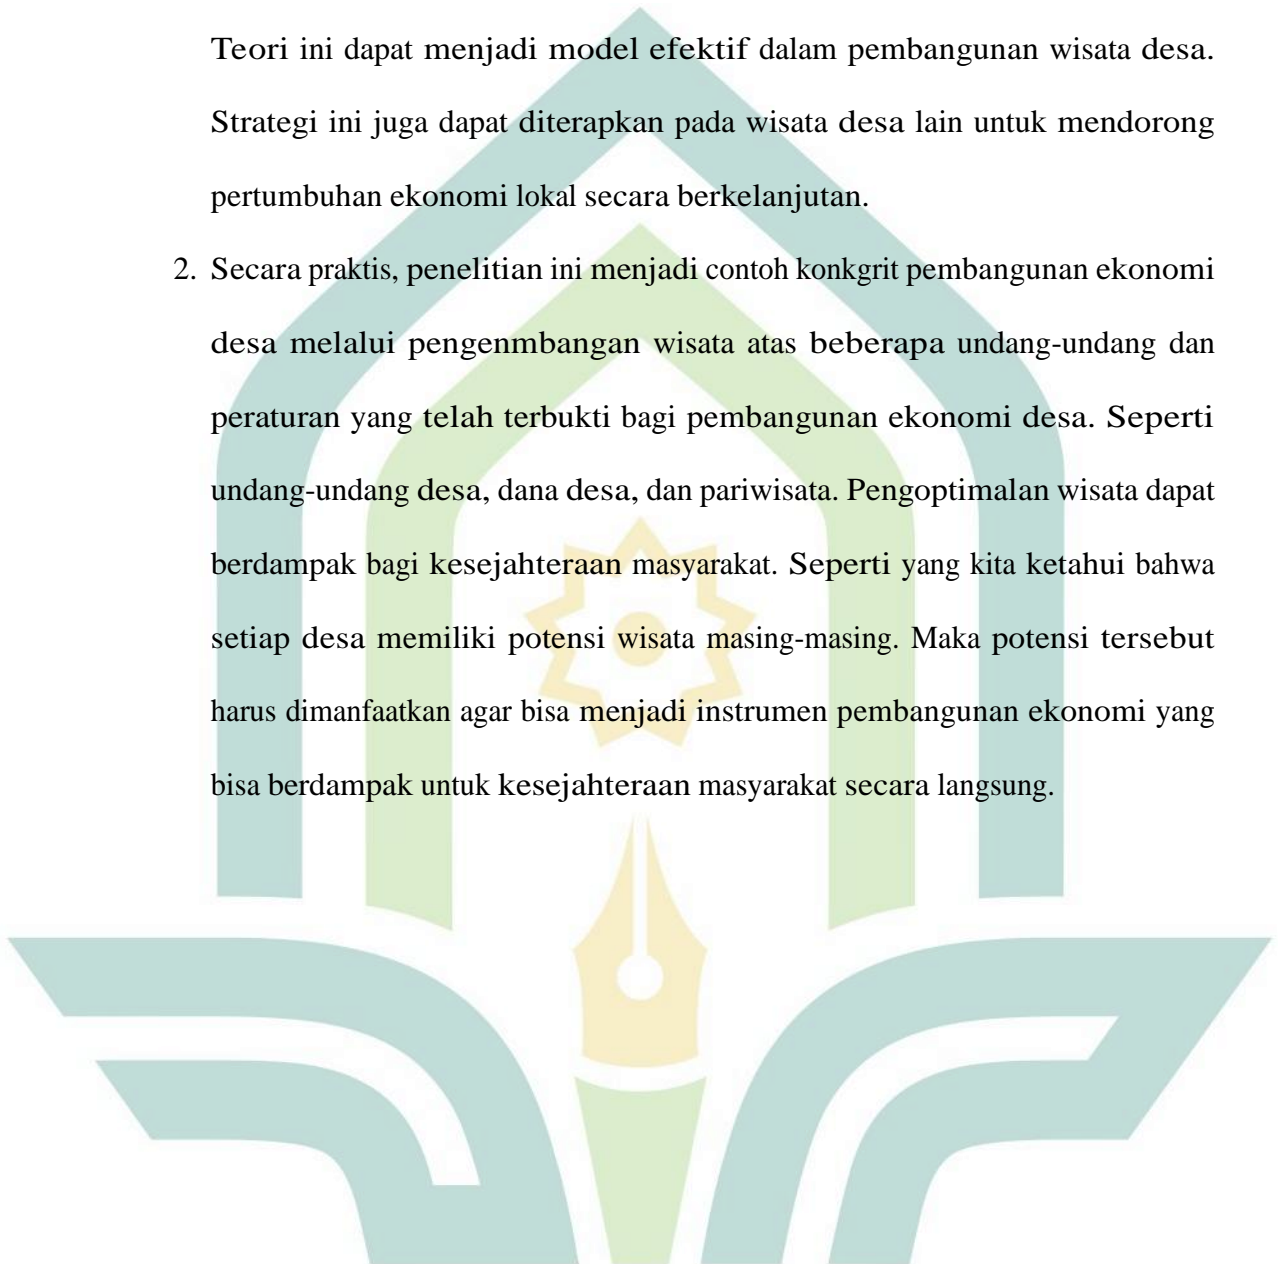 Teori ini dapat menjadi model efektif dalam pembangunan wisata desa.
Strategi ini juga dapat diterapkan pada wisata desa lain untuk mendorong
pertumbuhan ekonomi lokal secara berkelanjutan.
2. Secara praktis, penelitian ini menjadi contoh konkgrit pembangunan ekonomi
desa melalui pengenmbangan wisata atas beberapa undang-undang dan
peraturan yang telah terbukti bagi pembangunan ekonomi desa. Seperti
undang-undang desa, dana desa, dan pariwisata. Pengoptimalan wisata dapat
berdampak bagi kesejahteraan masyarakat. Seperti yang kita ketahui bahwa
setiap desa memiliki potensi wisata masing-masing. Maka potensi tersebut
harus dimanfaatkan agar bisa menjadi instrumen pembangunan ekonomi yang
bisa berdampak untuk kesejahteraan masyarakat secara langsung.